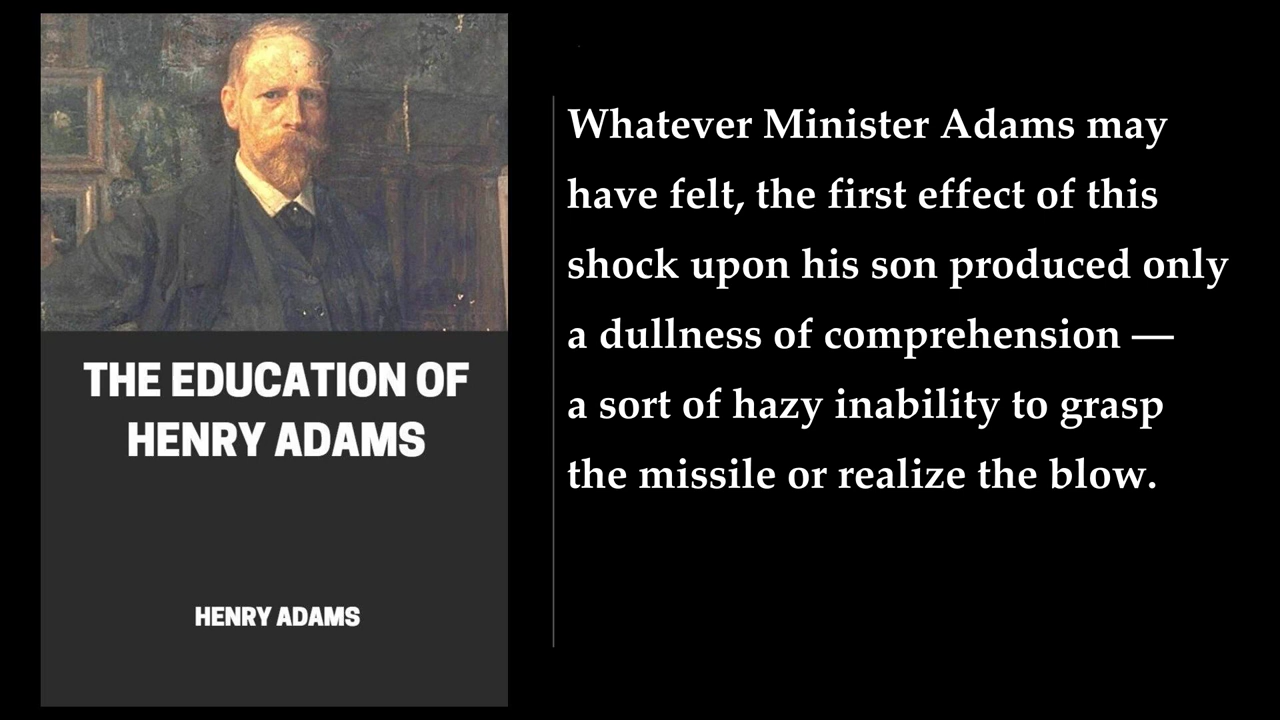 THE EDUCATION OF
HENRY ADAMS
HENRY ADAMS
Whatever Minister Adams may
have felt, the first effect of this
shock upon his son produced only
a dullness of comprehension —
a sort of hazy inability to grasp
the missile or realize the blow.